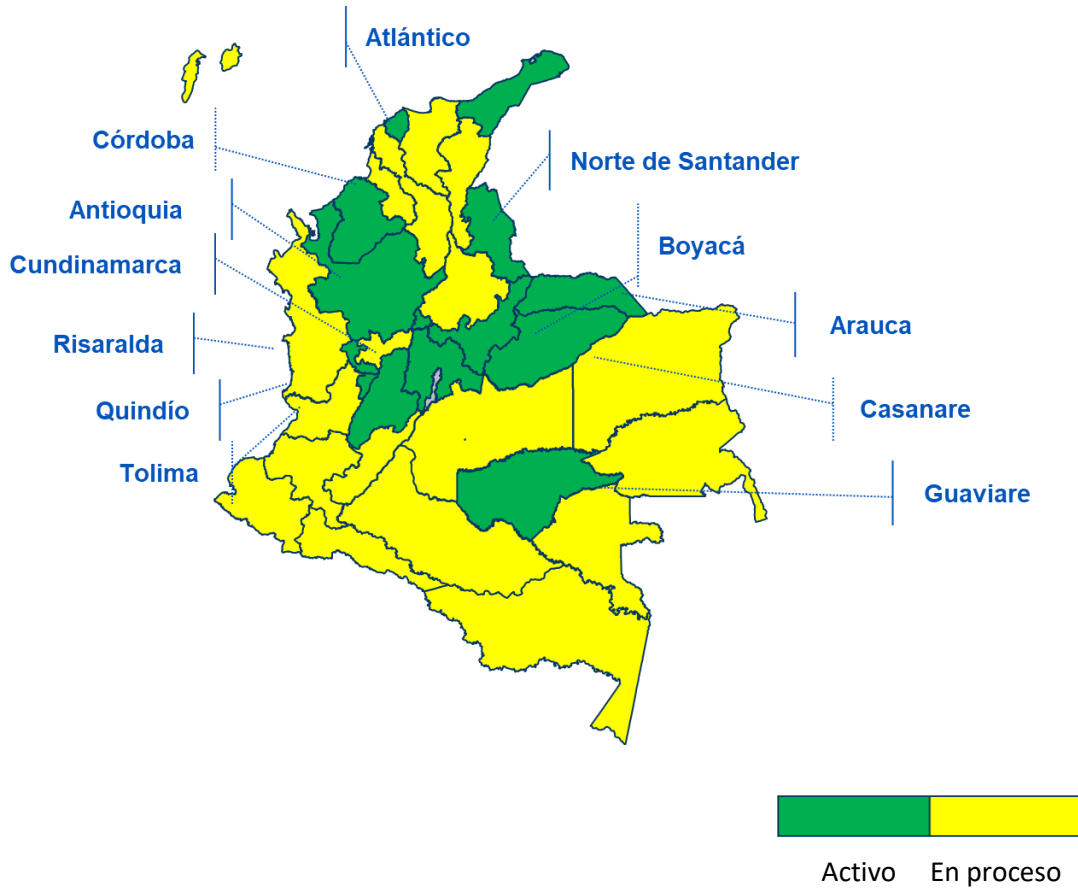 Atlántico
Córdoba
Norte de Santander
Antioquia
Boyacá
Cundinamarca
Arauca
Risaralda
Quindío
Casanare
Tolima
Guaviare
Activo
En proceso